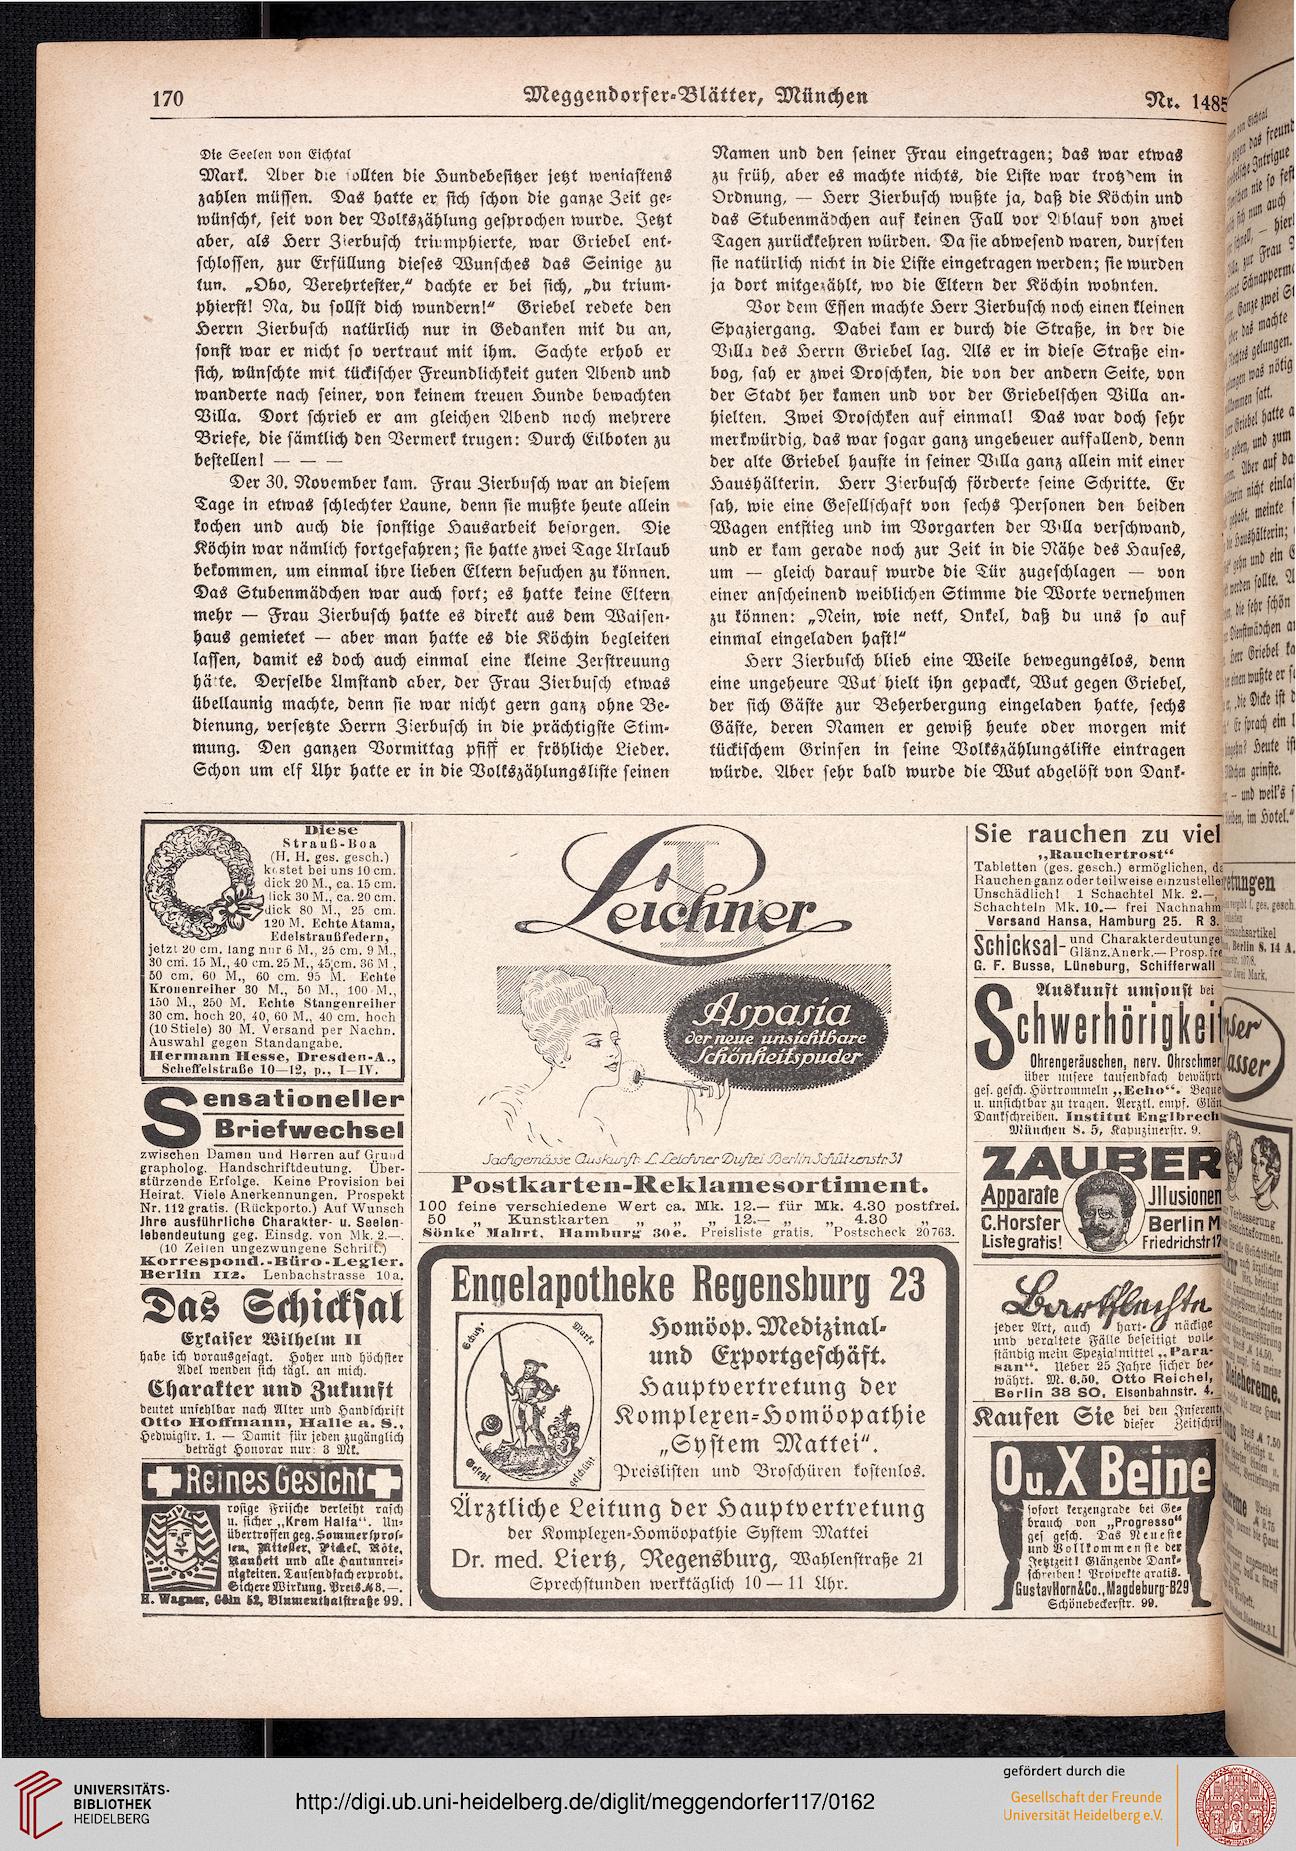 170
Meggendorfer-Blätter, München
Nr. 1485
Die Seelen von Eichtal
Mark. Aber die sollten die Hundebesitzer jetzt wenigstens
zahlen müssen. Das hatte er sich schon die ganze Zeit ge-
wünscht, seit von der Volkszählung gesprochen wurde. Jetzt
aber, als Herr Zierbusch triumphierte, war Griebel ent-
schlossen, zur Erfüllung dieses Wunsches das Seinige zu
tun. „Oho, Verehrtester,“ dachte er bei sich, „du trium-
phierst! Na, du sollst dich wundern!“ Griebel redete den
Herrn Zierbusch natürlich nur in Gedanken mit du an,
sonst war er nicht so vertraut mit ihm. Sachte erhob er
sich, wünschte mit tückischer Freundlichkeit guten Abend und
wanderte nach seiner, von keinem treuen Hunde bewachten
Villa. Dort schrieb er am gleichen Abend noch mehrere
Briefe, die sämtlich den Vermerk trugen: Durch Eilboten zu
bestellen! — — —
Der 30. November kam. Frau Zierbusch war an diesem
Tage in etwas schlechter Laune, denn sie mußte heute allein
kochen und auch die sonstige Hausarbeit besorgen. Die
Köchin war nämlich fortgefahren; sie hatte zwei Tage Urlaub
bekommen, um einmal ihre lieben Eltern besuchen zu können.
Das Stubenmädchen war auch fort; es hatte keine Eltern
mehr — Frau Zierbusch hatte es direkt aus dem Waisen-
haus gemietet — aber man hatte es die Köchin begleiten
lassen, damit es doch auch einmal eine kleine Zerstreuung
hätte. Derselbe Umstand aber, der Frau Zierbusch etwas
übellaunig machte, denn sie war nicht gern ganz ohne Be-
dienung, versetzte Herrn Zierbusch in die prächtigste Stim-
mung. Den ganzen Vormittag pfiff er fröhliche Lieder.
Schon um elf Uhr hatte er in die Volkszählungsliste seinen
Namen und den seiner Frau eingetragen; das war etwas
zu früh, aber es machte nichts, die Liste war trotzdem in
Ordnung, — Herr Zierbusch wußte ja, daß die Köchin und
das Stubenmädchen auf keinen Fall vor Ablauf von zwei
Tagen zurückkehren würden. Da sie abwesend waren, durften
sie natürlich nicht in die Liste eingetragen werden; sie wurden
ja dort mitgezählt, wo die Eltern der Köchin wohnten.
Vor dem Essen machte Herr Zierbusch noch einen kleinen
Spaziergang. Dabei kam er durch die Straße, in der die
Villa des Herrn Griebel lag. Als er in diese Straße ein-
bog, sah er zwei Droschken, die von der andern Seite, von
der Stadt her kamen und vor der Griebelschen Villa an-
hielten. Zwei Droschken auf einmal! Das war doch sehr
merkwürdig, das war sogar ganz ungeheuer auffallend, denn
der alte Griebel hauste in seiner Villa ganz allein mit einer
Haushälterin. Herr Zierbusch förderte seine Schritte. Er
sah, wie eine Gesellschaft von sechs Personen den beiden
Wagen entstieg und im Vorgarten der Villa verschwand,
und er kam gerade noch zur Zeit in die Nähe des Hauses,
um — gleich darauf wurde die Tür zugeschlagen — von
einer anscheinend weiblichen Stimme die Worte vernehmen
zu können: „Nein, wie nett, Onkel, daß du uns so auf
einmal eingeladen hast!“
Herr Zierbusch blieb eine Weile bewegungslos, denn
eine ungeheure Wut hielt ihn gepackt, Wut gegen Griebel,
der sich Gäste zur Beherbergung eingeladen hatte, sechs
Gäste, deren Namen er gewiß heute oder morgen mit
tückischem Grinsen in seine Volkszählungsliste eintragen
würde. Aber sehr bald wurde die Wut abgelöst von Dank-
Diese
Strauß-Boa
(H. H. ges. gesch.)
kostet bei uns 10 cm.
dick 20 M., ca. 15 cm.
dick 30 M., ca. 20 cm.
dick 80 M., 25 cm.
120 M. Echte Atama,
Edelstraußfedern,
jetzt 20 cm. lang nur 6 M., 25 cm. 9 M.,
30 cm. 15 M., 40 cm. 25 M., 45 cm. 36 M.,
50 cm. 60 M., 60 cm. 95 M. Echte
Kronenreiher 30 M., 50 M., 100 M.,
150 M., 250 M. Echte Stangenreiher
30 cm. hoch 20, 40, 60 M., 40 cm. hoch
(10 Stiele) 30 M. Versand per Nachn.
Auswahl gegen Standangabe.
Hermann Hesse, Dresden-A.,
Scheffelstraße 10—12, p., I—IV.
Sensationeller
Briefwechsel
zwischen Damen und Herren auf Grund
grapholog. Handschriftdeutung. Über-
stürzende Erfolge. Keine Provision bei
Heirat. Viele Anerkennungen. Prospekt
Nr. 112 gratis. (Rückporto.) Auf Wunsch
Ihre ausführliche Charakter- u. Seelen-
lebendeutung geg. Einsdg. von Mk. 2.—.
(10 Zeilen ungezwungene Schrift.)
Korrespond.-Büro-Legler.
Berlin 112. Lenbachstrasse 10a.
Das Schicksal
Exkaiser Wilhelm II
habe ich vorausgesagt. Hoher und höchster
Adel wenden sich tägl. an mich.
Charakter und Zukunft
deutet unfehlbar nach Alter und Handschrift
Otto Hoffmann, Halle a. S.,
Hedwigstr. 1. — Damit für jeden zugänglich
beträgt Honorar nur: 3 Mk.
Reines Gesicht
rosige Frische verleiht rasch
u. sicher „Krem Halfa“. Un-
übertroffen geg. Sommerspros-
sen, Mitesser, Pickel, Röte,
Rauheit und alle Hautunrei-
nigkeiten. Tausendfach erprobt.
Sichere Wirkung. Preis M 8.—.
H. Wagner, Cöln 52, Blumenthalstraße 99.
L
Leichner
Aspasia
der neue unsichtbare
Schönheitspuder
Sachgemässe Auskunft: L. Leichner Duftei Berlin Schützenstr 31
Postkarten-Reklamesortiment.
100 feine verschiedene Wert ca. Mk. 12.— für Mk. 4.30 postfrei.
50 „ Kunstkarten „ „ „ 12.— „ „ 4.30 „
Sönke Mahrt, Hamburg 30e. Preisliste gratis. Postscheck 20763.
Engelapotheke Regensburg 23
Schutz-
Marke
Gesetzl.
geschützt
Homöop. Medizinal-
und Exportgeschäft.
Hauptvertretung der
Komplexen-Homöopathie
„System Mattei“.
Preislisten und Broschüren kostenlos.
Ärztliche Leitung der Hauptvertretung
der Komplexen-Homöopathie System Mattei
Dr. med. Liertz, Regensburg, Wahlenstraße 21
Sprechstunden werktäglich 10 — 11 Uhr.
Sie rauchen zu viel
„Rauchertrost“
Tabletten (ges. gesch.) ermöglichen, da
Rauchen ganz oder teilweise einzustelle
Unschädlich! 1 Schachtel Mk. 2.—,
Schachteln Mk. 10.— frei Nachnahm
Versand Hansa, Hamburg 25. R 3.
Schicksal- und Charakterdeutunge
Glänz. Anerk.— Prosp. fre
G. F. Busse, Lüneburg, Schifferwall
Auskunft umsonst bei
Schwerhörigkeit
Ohrengeräuschen, nerv. Ohrschmer
über unsere tausendfach bewährt
ges. gesch. Hörtrommeln „Echo“. Beque
u. unsichtbar zu tragen. Aerztl. empf. Glän
Dankschreiben. Institut Englbrech
München S. 5, Kapuzinerstr. 9.
ZAUBER
Apparate
Jllusionen
C. Horster
Berlin M
Liste gratis!
Friedrichstr 17
Bartflechte
jeder Art, auch hart- näckige
und veraltete Fälle beseitigt voll-
ständig mein Spezialmittel „Para-
san“. Ueber 25 Jahre sicher be-
währt. M. 6.50. Otto Reichel,
Berlin 38 SO, Eisenbahnstr. 4.
Kaufen Sie bei den Inserent
dieser Zeitschrif
O u. X Beine
sofort kerzengrade bei Ge-
brauch von „Progresso“
ges. gesch. Das Neueste
und Vollkommenste der
Jetztzeit! Glänzende Dank-
schreiben! Prospekte gratis.
Gustav Horn & Co., Magdeburg-B29
Schönebeckerstr. 99.
UNIVERSITÄTS-
BIBLIOTHEK
HEIDELBERG
http://digi.ub.uni-heidelberg.de/diglit/meggendorfer117/0162
gefördert durch die
Gesellschaft der Freunde
Universität Heidelberg e.V.